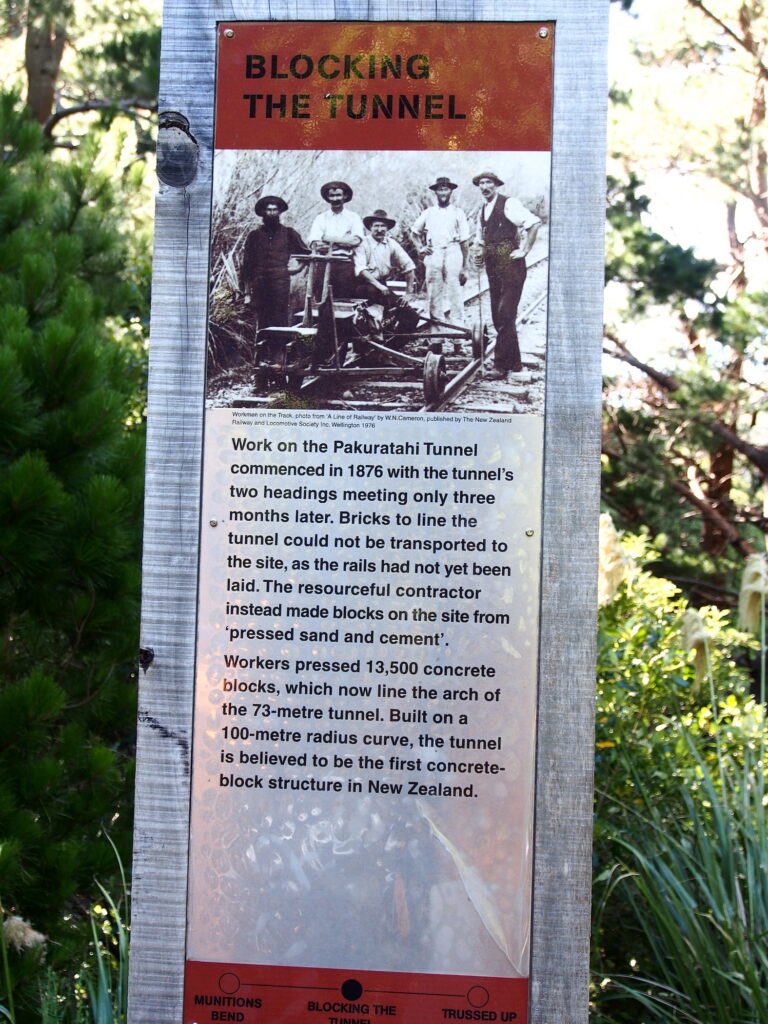 BLOCKING
THE TUNNEL
Workmen on the Track, photo from 'A Line of Railway' by W.N.Cameron, published by The New Zealand
Railway and Locomotive Society Inc. Wellington 1976
Work on the Pakuratahi Tunnel
commenced in 1876 with the tunnel's
two headings meeting only three
months later. Bricks to line the
tunnel could not be transported to
the site, as the rails had not yet been
laid. The resourceful contractor
instead made blocks on the site from
'pressed sand and cement'.
Workers pressed 13,500 concrete
blocks, which now line the arch of
the 73-metre tunnel. Built on a
100-metre radius curve, the tunnel
is believed to be the first concrete-
block structure in New Zealand.
MUNITIONS
BEND
BLOCKING THE
TUNNEL
TRUSSED UP